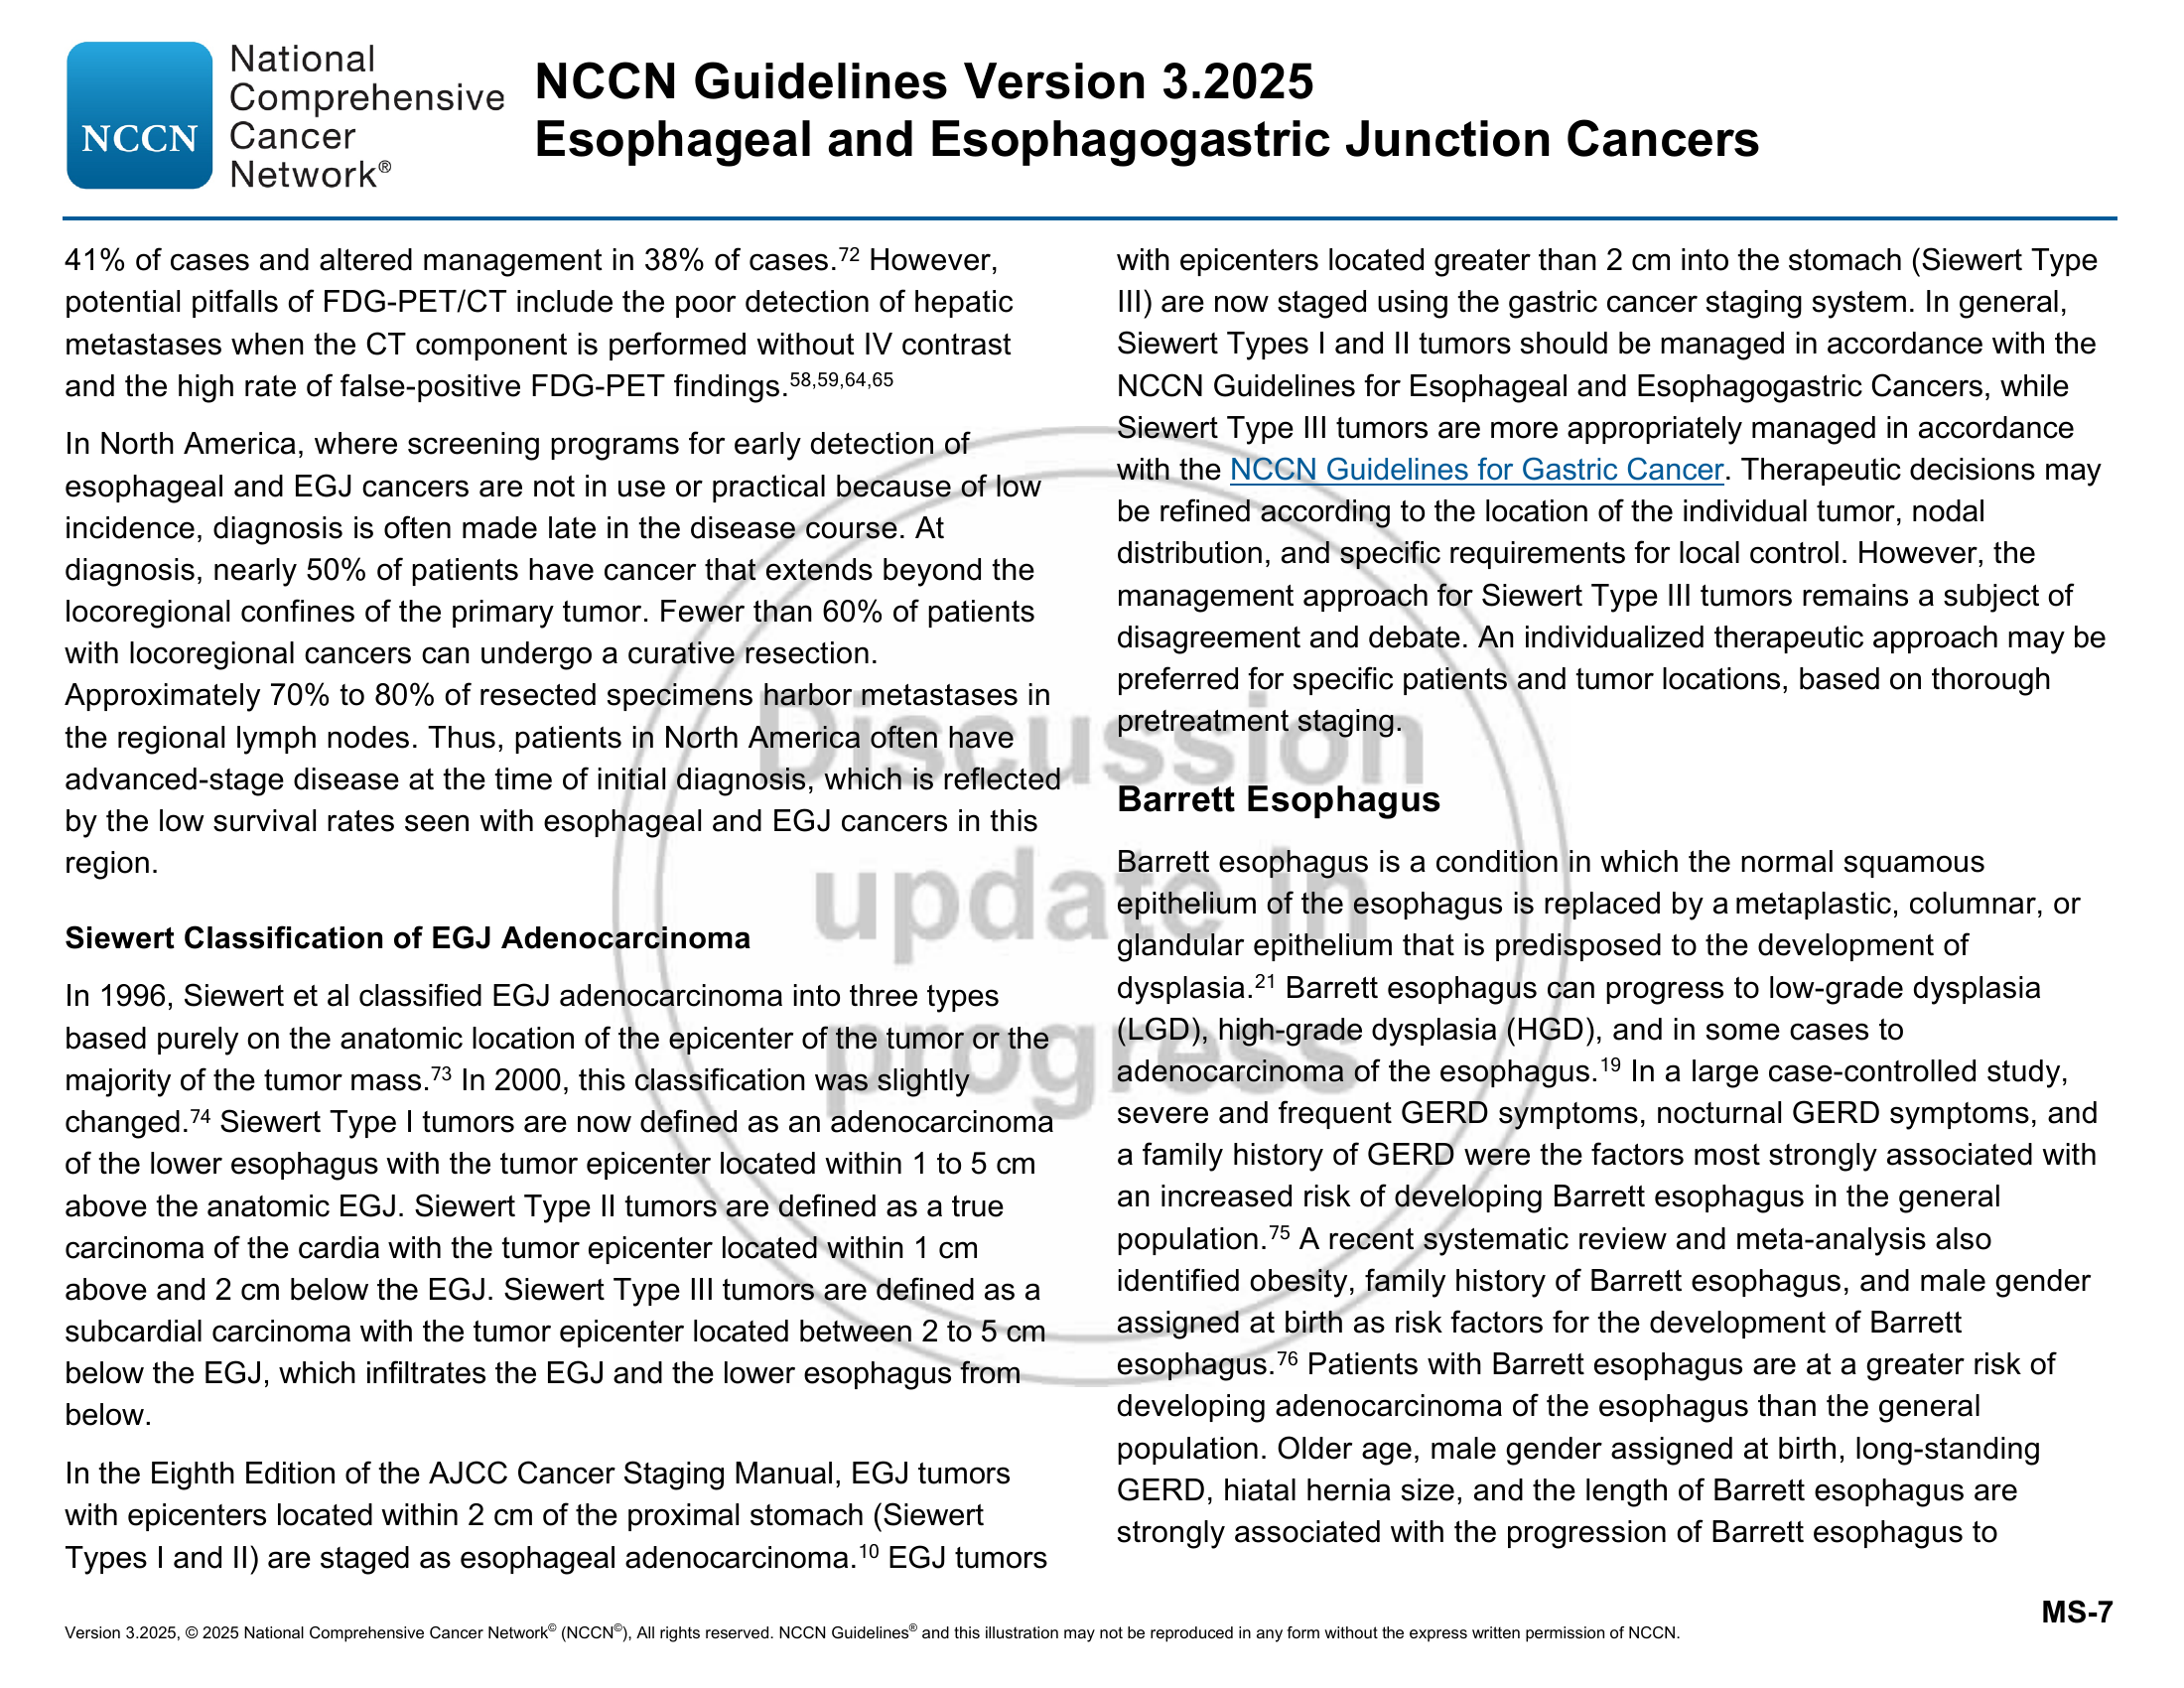 NCCN
National
Comprehensive
Cancer
Network®
NCCN Guidelines Version 3.2025
Esophageal and Esophagogastric Junction Cancers
41% of cases and altered management in 38% of cases.72 However,
potential pitfalls of FDG-PET/CT include the poor detection of hepatic
metastases when the CT component is performed without IV contrast
and the high rate of false-positive FDG-PET findings.58,59,64,65
In North America, where screening programs for early detection of
esophageal and EGJ cancers are not in use or practical because of low
incidence, diagnosis is often made late in the disease course. At
diagnosis, nearly 50% of patients have cancer that extends beyond the
locoregional confines of the primary tumor. Fewer than 60% of patients
with locoregional cancers can undergo a curative resection.
Approximately 70% to 80% of resected specimens harbor metastases in
the regional lymph nodes. Thus, patients in North America often have
advanced-stage disease at the time of initial diagnosis, which is reflected
by the low survival rates seen with esophageal and EGJ cancers in this
region.
Siewert Classification of EGJ Adenocarcinoma
In 1996, Siewert et al classified EGJ adenocarcinoma into three types
based purely on the anatomic location of the epicenter of the tumor or the
majority of the tumor mass.73 In 2000, this classification was slightly
changed.74 Siewert Type I tumors are now defined as an adenocarcinoma
of the lower esophagus with the tumor epicenter located within 1 to 5 cm
above the anatomic EGJ. Siewert Type II tumors are defined as a true
carcinoma of the cardia with the tumor epicenter located within 1 cm
above and 2 cm below the EGJ. Siewert Type III tumors are defined as a
subcardial carcinoma with the tumor epicenter located between 2 to 5 cm
below the EGJ, which infiltrates the EGJ and the lower esophagus from
below.
In the Eighth Edition of the AJCC Cancer Staging Manual, EGJ tumors
with epicenters located within 2 cm of the proximal stomach (Siewert
Types I and II) are staged as esophageal adenocarcinoma.10 EGJ tumors
with epicenters located greater than 2 cm into the stomach (Siewert Type
III) are now staged using the gastric cancer staging system. In general,
Siewert Types I and II tumors should be managed in accordance with the
NCCN Guidelines for Esophageal and Esophagogastric Cancers, while
Siewert Type III tumors are more appropriately managed in accordance
with the NCCN Guidelines for Gastric Cancer. Therapeutic decisions may
be refined according to the location of the individual tumor, nodal
distribution, and specific requirements for local control. However, the
management approach for Siewert Type III tumors remains a subject of
disagreement and debate. An individualized therapeutic approach may be
preferred for specific patients and tumor locations, based on thorough
pretreatment staging.
Barrett Esophagus
Barrett esophagus is a condition in which the normal squamous
epithelium of the esophagus is replaced by a metaplastic, columnar, or
glandular epithelium that is predisposed to the development of
dysplasia.21 Barrett esophagus can progress to low-grade dysplasia
(LGD), high-grade dysplasia (HGD), and in some cases to
adenocarcinoma of the esophagus.19 In a large case-controlled study,
severe and frequent GERD symptoms, nocturnal GERD symptoms, and
a family history of GERD were the factors most strongly associated with
an increased risk of developing Barrett esophagus in the general
population.75 A recent systematic review and meta-analysis also
identified obesity, family history of Barrett esophagus, and male gender
assigned at birth as risk factors for the development of Barrett
esophagus.76 Patients with Barrett esophagus are at a greater risk of
developing adenocarcinoma of the esophagus than the general
population. Older age, male gender assigned at birth, long-standing
GERD, hiatal hernia size, and the length of Barrett esophagus are
strongly associated with the progression of Barrett esophagus to
Discussion
update in
progress
MS-7
Version 3.2025, © 2025 National Comprehensive Cancer Network© (NCCN©), All rights reserved. NCCN Guidelines® and this illustration may not be reproduced in any form without the express written permission of NCCN.